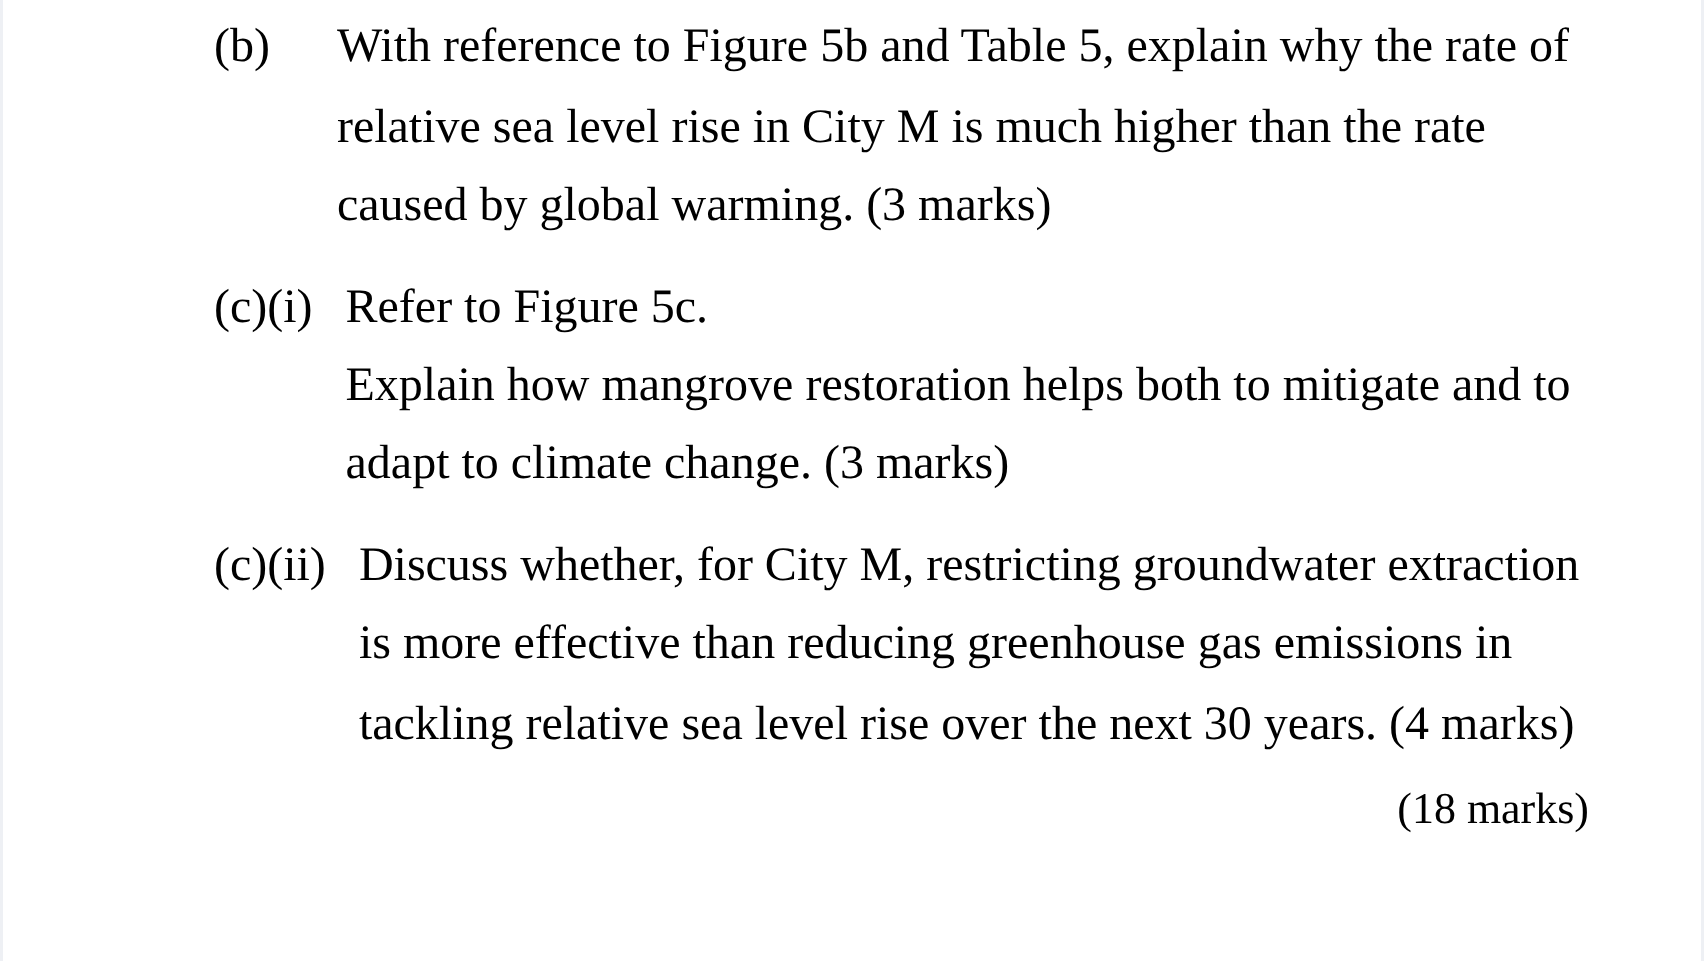 (b) With reference to Figure 5b and Table 5, explain why the rate of
relative sea level rise in City M is much higher than the rate
caused by global warming. (3 marks)
(c)(i) Refer to Figure 5c.
Explain how mangrove restoration helps both to mitigate and to
adapt to climate change. (3 marks)
(c)(ii) Discuss whether, for City M, restricting groundwater extraction
is more effective than reducing greenhouse gas emissions in
tackling relative sea level rise over the next 30 years. (4 marks)
(18 marks)